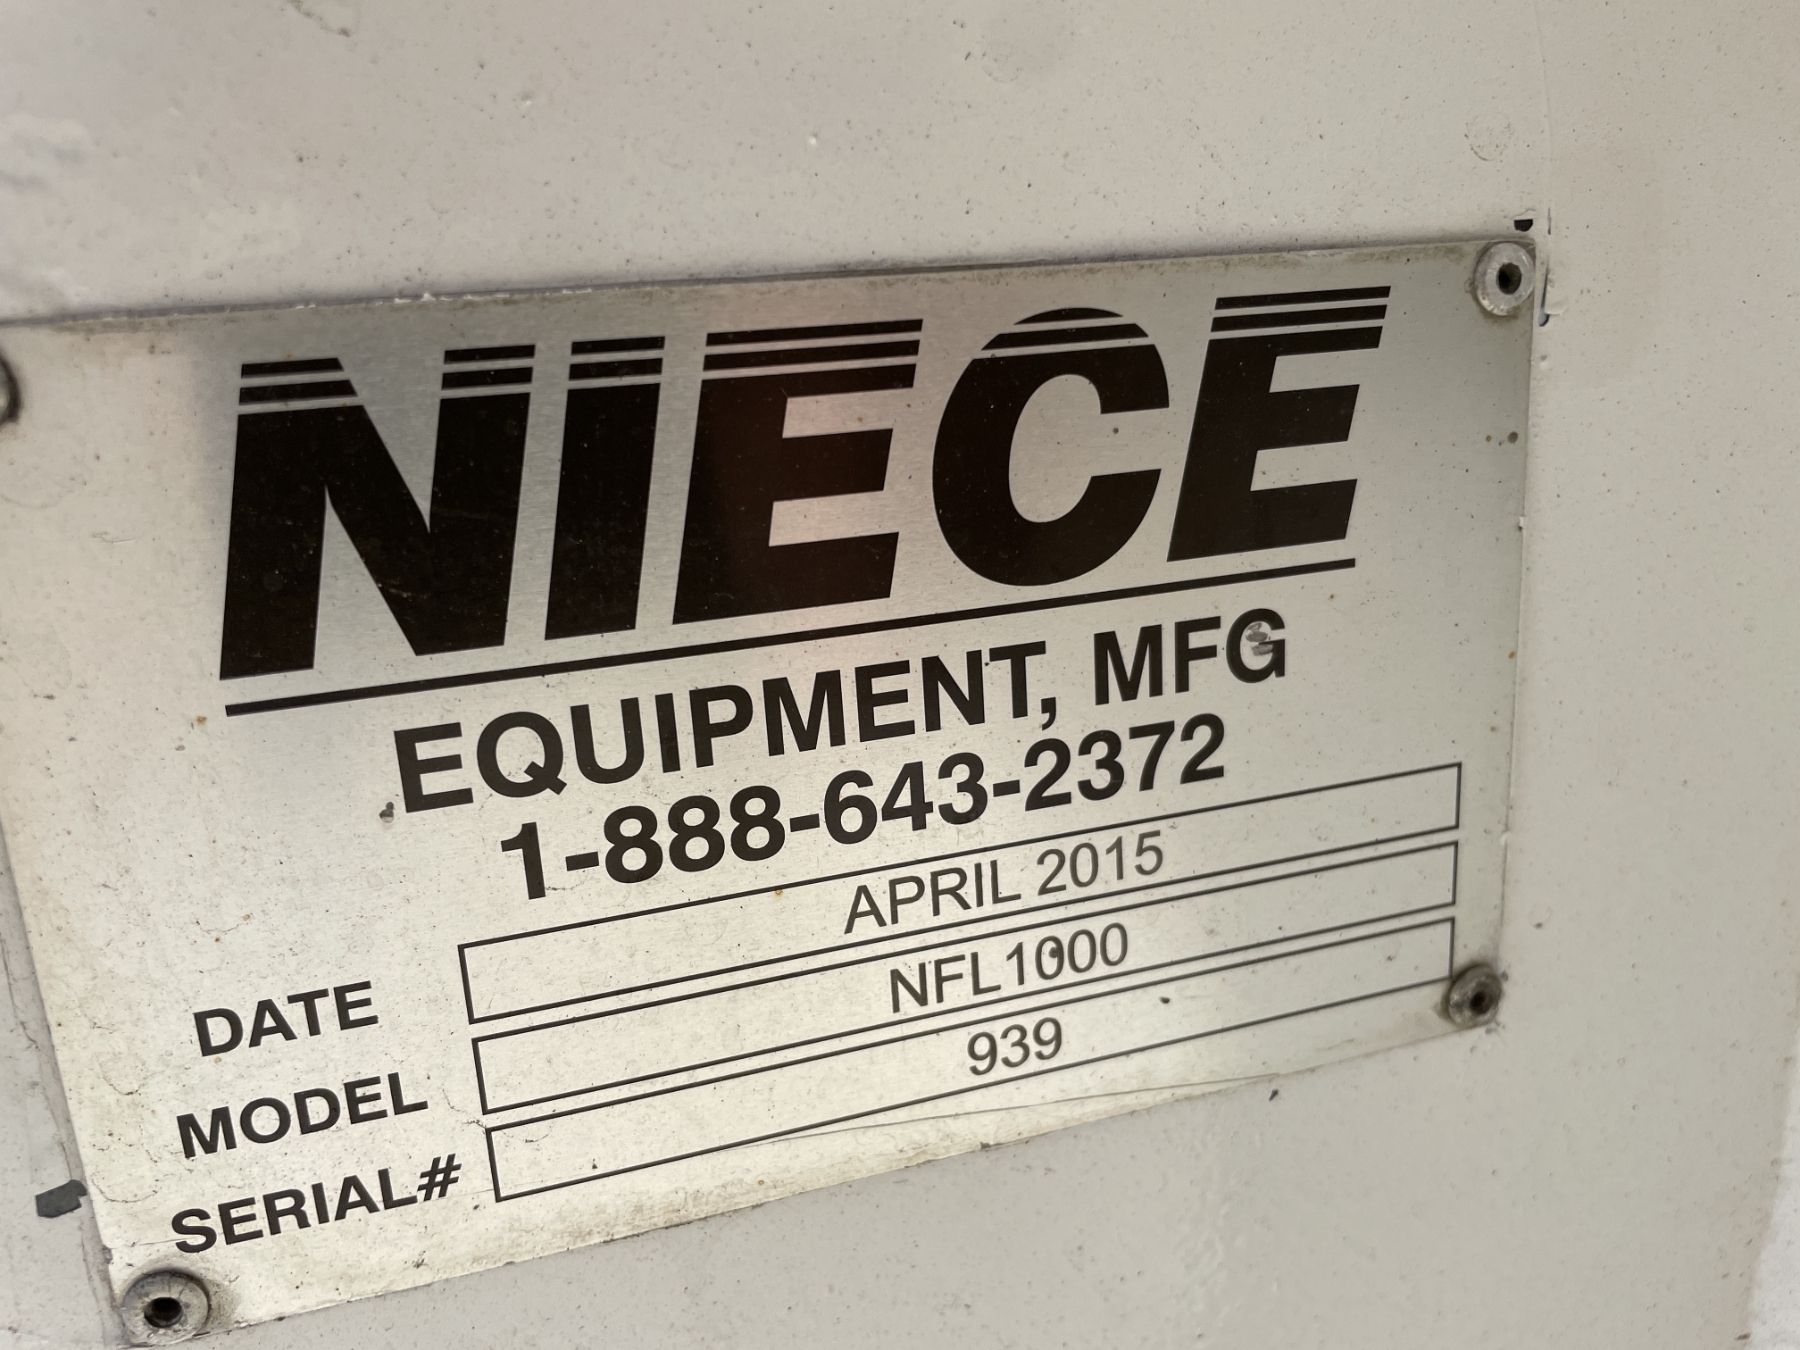 NIECE
EQUIPMENT, MFG
1-888-643-2372
DATE APRIL 2015
MODEL NFL1000
SERIAL# 939